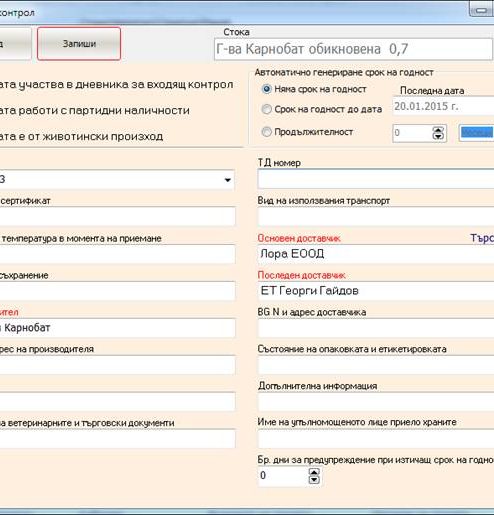 контрол
Запиши
Стока
Г-ва Карнобат обикновена 0,7
ата участва в дневника за входящ контрол
ата работи с партидни наличности
ата е от животински произход
Автоматично генериране срок на годност
Няма срок на годност
Последна дата
Срок на годност до дата
20.01.2015 г.
Продължителност
0
3
ТД номер
сертификат
Вид на използвания транспорт
температура в момента на приемане
Основен доставчик
Търс
Лора ЕООД
съхранение
Последен доставчик
ЕТ Георги Гайдов
ител
Карнобат
BG N и адрес доставчика
рес на производителя
Състояние на опаковката и етикетировката
Допълнителна информация
а ветеринарните и търговски документи
Име на упълномощеното лице приело храните
Бр. дни за предупреждение при изтичащ срок на годно
0